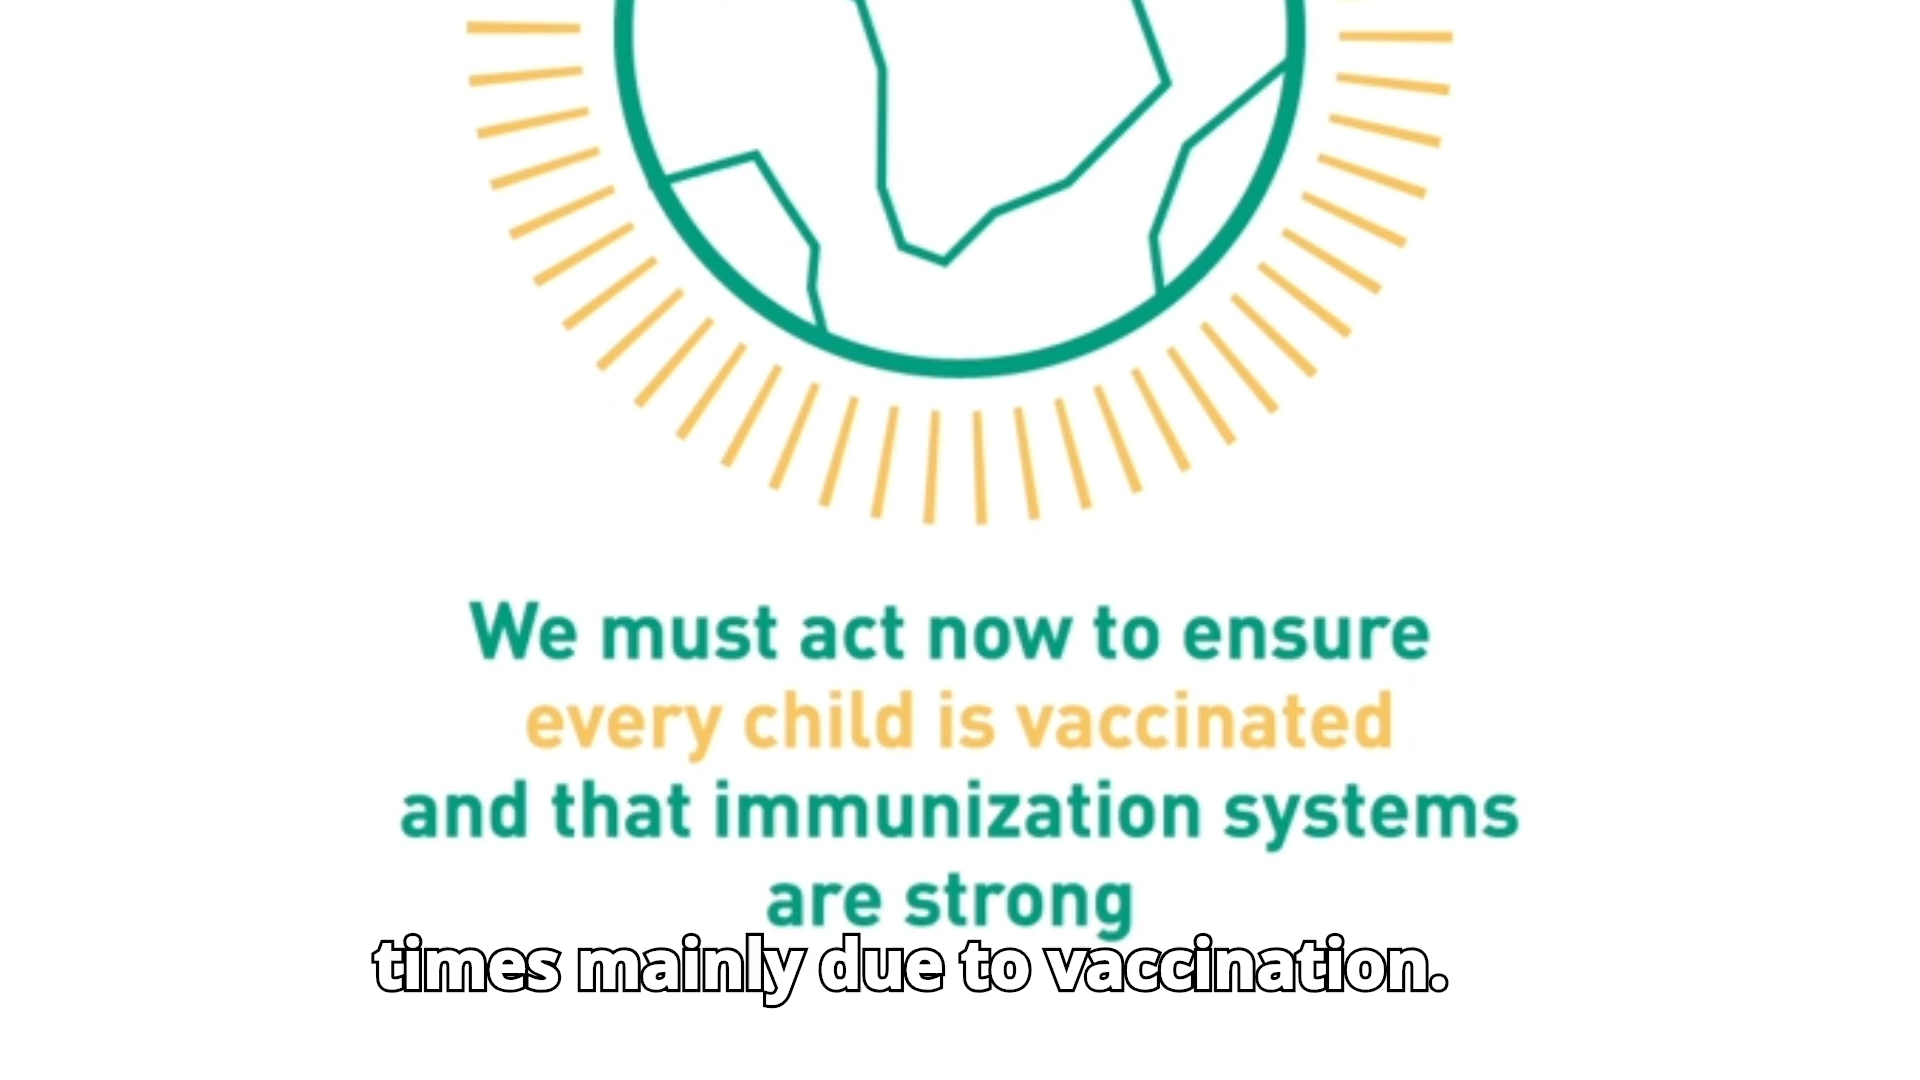 We must act now to ensure
every child is vaccinated
and that immunization systems
are strong
times mainly due to vaccination.